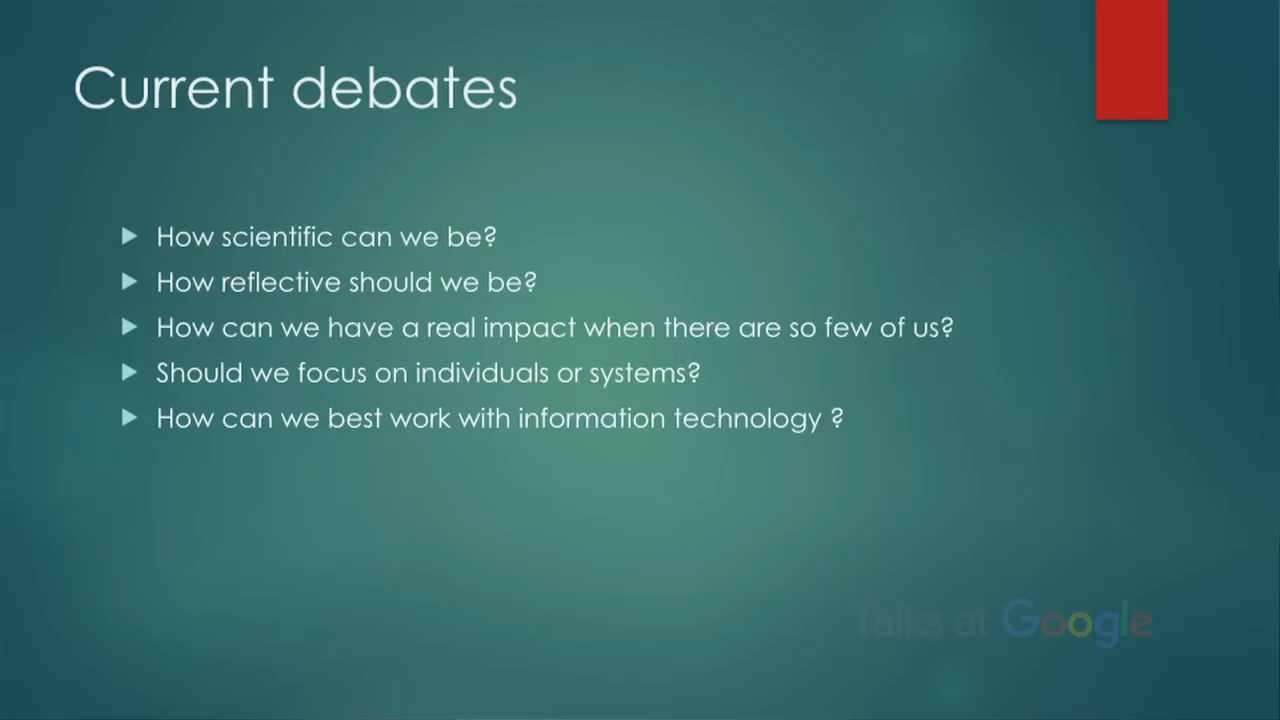 Current debates
How scientific can we be?
How reflective should we be?
How can we have a real impact when there are so few of us?
Should we focus on individuals or systems?
How can we best work with information technology ?
Talks at Google